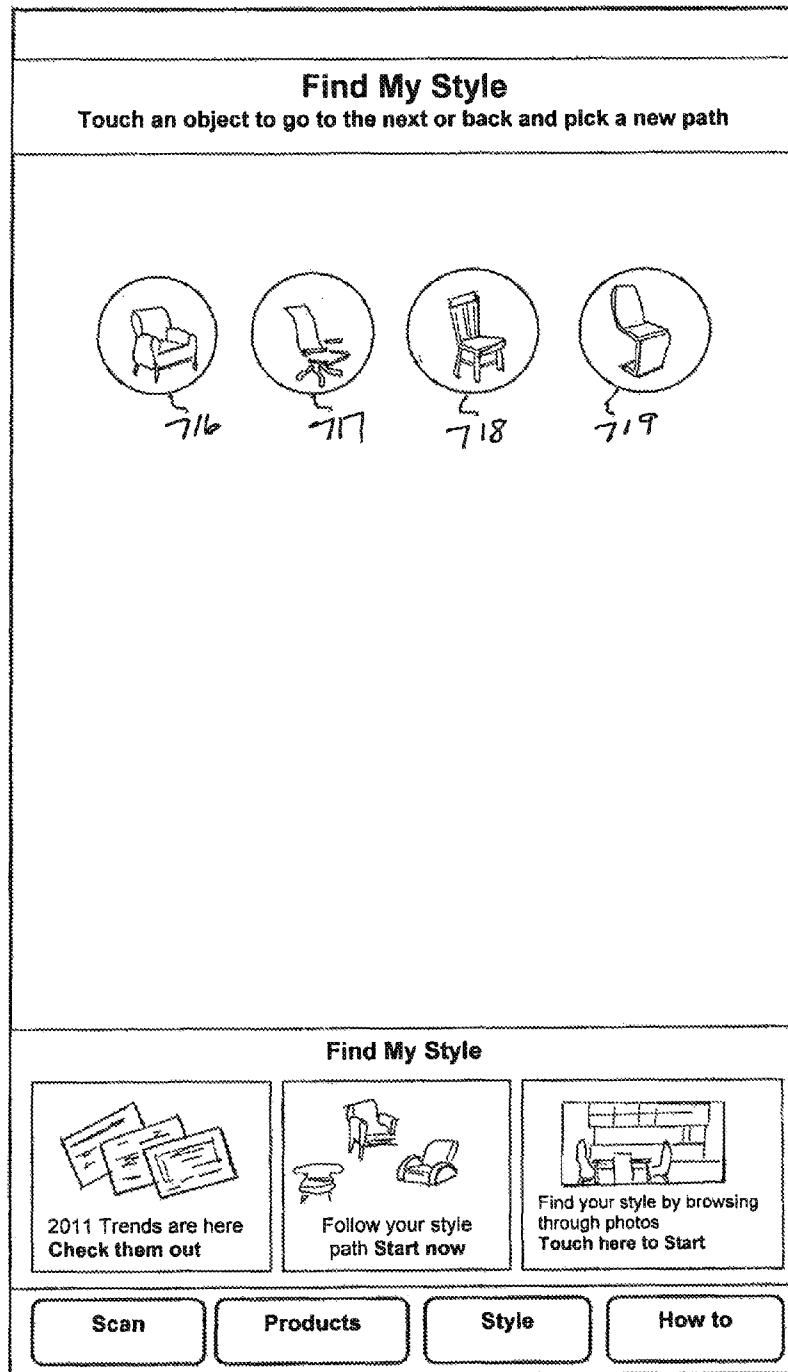 Find My Style
Touch an object to go to the next or back and pick a new path
716 717 718 719
Find My Style
2011 Trends are here
Check them out
Follow your style
path Start now
Find your style by browsing
through photos
Touch here to Start
Scan Products Style How to